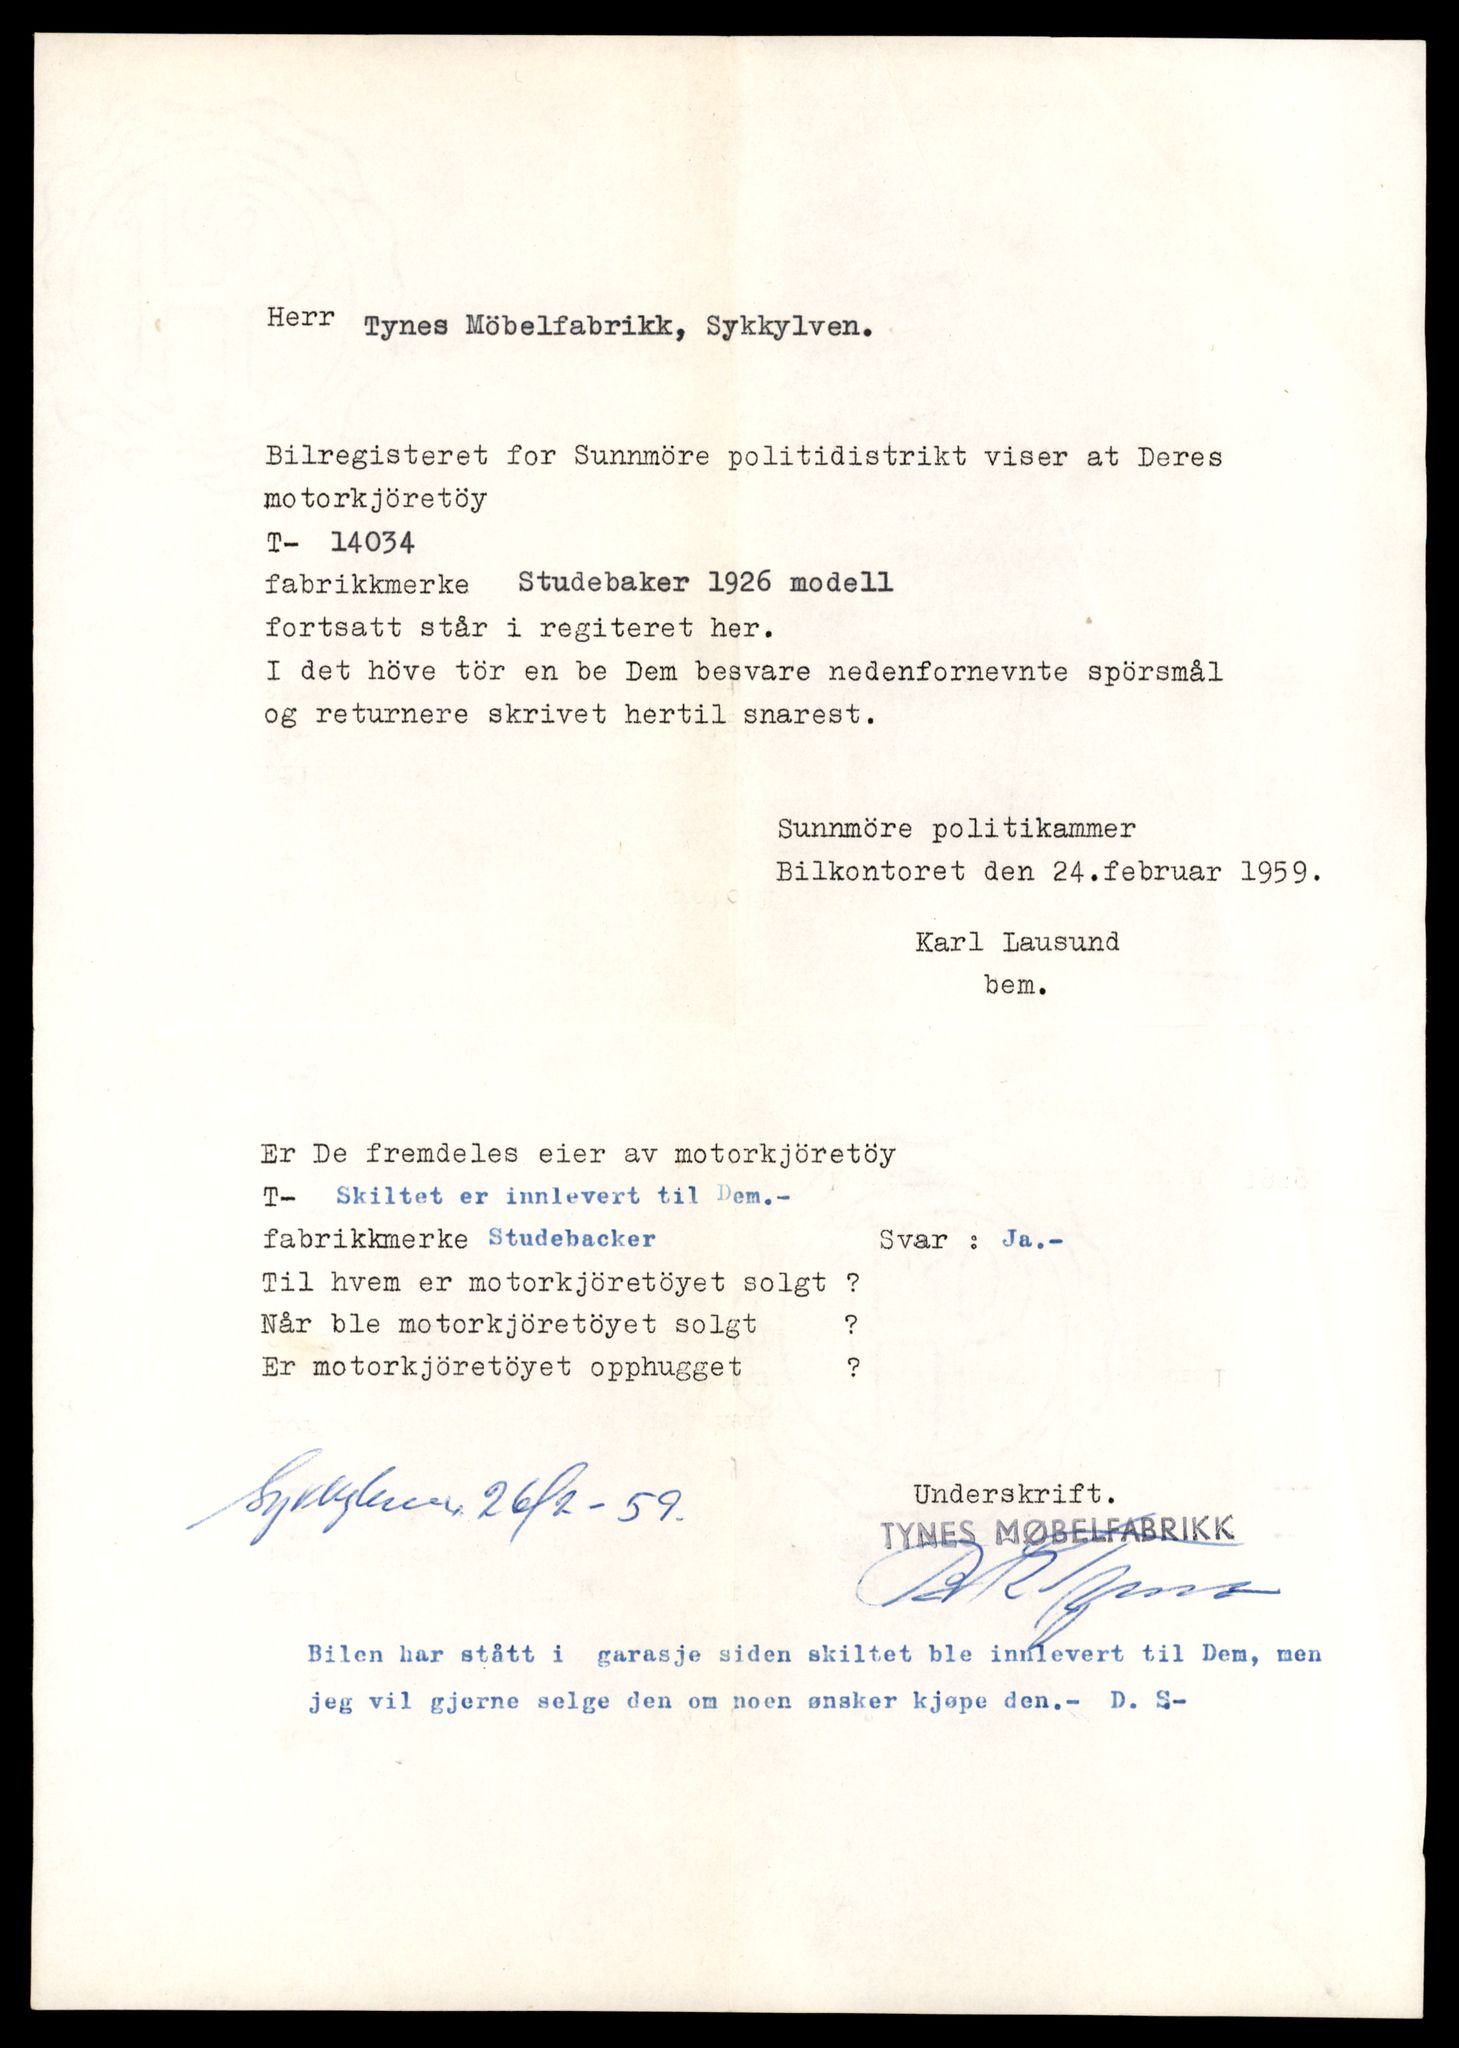 Herr Tynes Möbelfabrikk, Sykkylven.
Bilregisteret for Sunnmöre politidistrikt viser at Deres
motorkjöretöy
T- 14034
fabrikkmerke Studebaker 1926 modell
fortsatt står i regiteret her.
I det höve tör en be Dem besvare nedenfornevnte spörsmål
og returnere skrivet hertil snarest.
Sunnmöre politikammer
Bilkontoret den 24.februar 1959.
Karl Lausund
bem.
Er De fremdeles eier av motorkjöretöy
T- Skiltet er innlevert til Dem.-
fabrikkmerke Studebacker Svar : Ja.-
Til hvem er motorkjöretöyet solgt ?
Når ble motorkjöretöyet solgt ?
Er motorkjöretöyet opphugget ?
Sykkylven, 26/2-59.
Underskrift.
TYNES MØBELFABRIKK
Bilen har stått i garasje siden skiltet ble innlevert til Dem, men
jeg vil gjerne selge den om noen ønsker kjøpe den.- D. S-